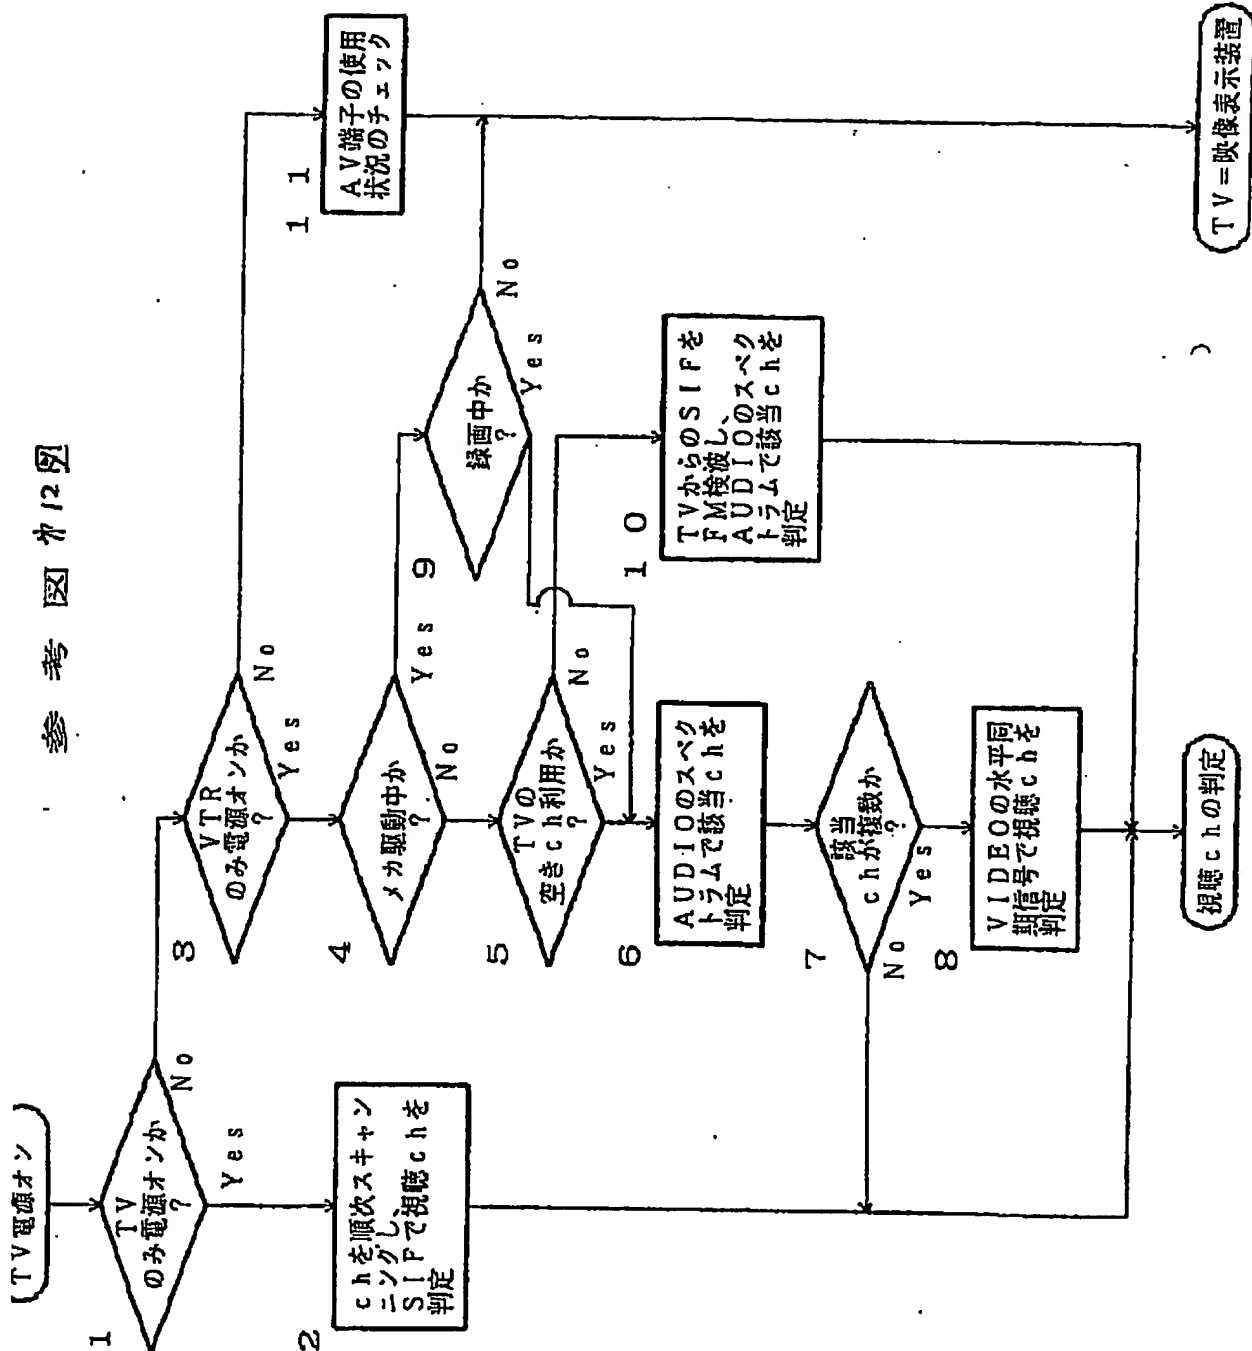 参考図 第12図
TV電源オン
1
TV
のみ電源オンか
?
No
Yes
2
chを順次スキャン
ニングし、
SIFで視聴chを
判定
3
VTR
のみ電源オンか
?
No
Yes
4
メカ駆動中か
?
Yes
No
5
TVの
空きch利用か
?
No
Yes
6
AUDIOのスペク
トラムで該当chを
判定
7
該当
chが複数か
?
No
Yes
8
VIDEOの水平同
期信号で視聴chを
判定
9
録画中か
?
No
Yes
10
TVからのSIFを
FM検波し、
AUDIOのスペク
トラムで該当chを
判定
11
AV端子の使用
状況のチェック
視聴chの判定
TV=映像表示装置